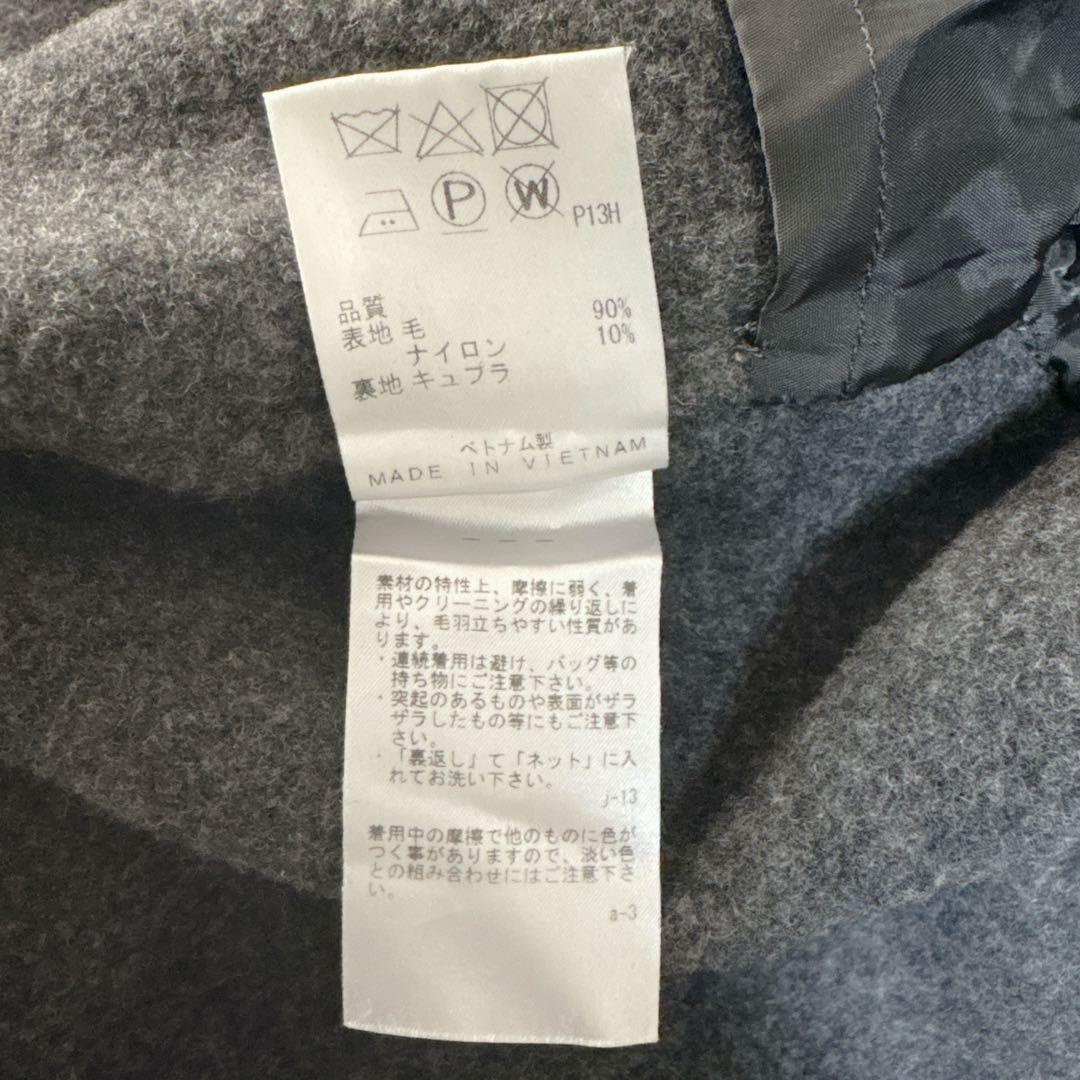 P
W
P13H
品質
表地 毛 90%
ナイロン 10%
裏地 キュプラ
ベトナム製
MADE IN VIETNAM
素材の特性上、摩擦に弱く、着
用やクリーニングの繰り返しに
より、毛羽立ちやすい性質があ
ります。
・連続着用は避け、バッグ等の
持ち物にご注意下さい。
・突起のあるものや表面がザラ
ザラしたもの等にもご注意下
さい。
・「裏返し」て「ネット」に入
れてお洗い下さい。
j-13
着用中の摩擦で他のものに色が
つく事がありますので、淡い色
との組み合わせにはご注意下さ
い。
a-3